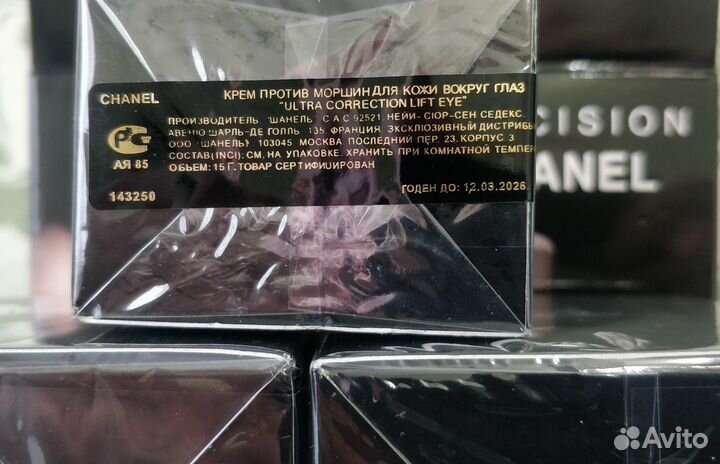 CHANEL
КРЕМ ПРОТИВ МОРЩИН ДЛЯ КОЖИ ВОКРУГ ГЛАЗ
"ULTRA CORRECTION LIFT EYE"
ПРОИЗВОДИТЕЛЬ "ШАНЕЛЬ" С А С 92521 НЕЙИ- СЮР-СЕН СЕДЕКС.
АВЕНЮ ШАРЛЬ-ДЕ ГОЛЛЬ 135. ФРАНЦИЯ. ЭКСКЛЮЗИВНЫЙ ДИСТРИБЬ
ООО "ШАНЕЛЬ" 103045 МОСКВА ПОСЛЕДНИЙ ПЕР. 23. КОРПУС 3
СОСТАВ(INCI): СМ. НА УПАКОВКЕ. ХРАНИТЬ ПРИ КОМНАТНОЙ ТЕМПЕР
ОБЪЕМ: 15 Г. ТОВАР СЕРТИФИЦИРОВАН
АЯ 85
143250
ГОДЕН ДО: 12.03.2026
CISION
ANEL
Avito